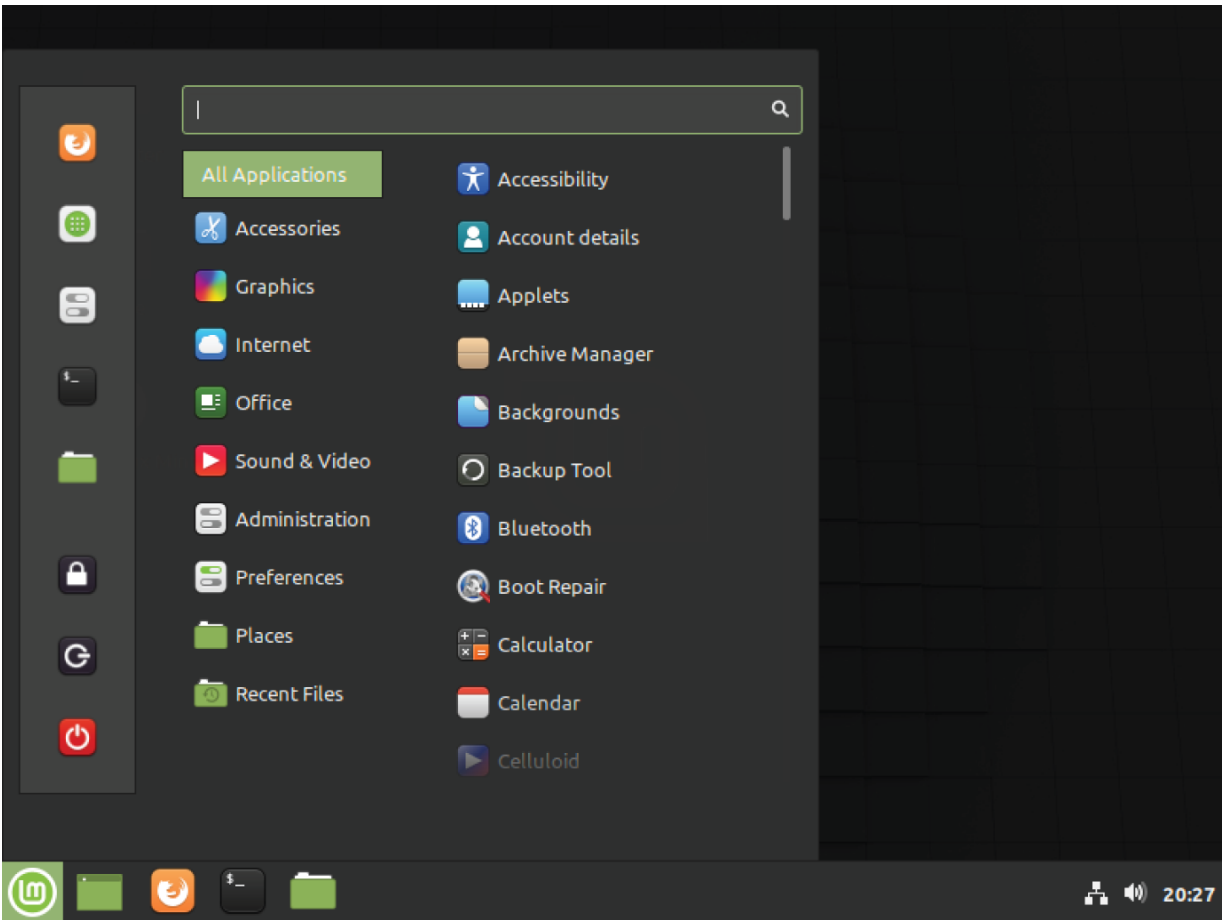 All Applications
Accessories
Graphics
Internet
Office
Sound & Video
Administration
Preferences
Places
Recent Files
Accessibility
Account details
Applets
Archive Manager
Backgrounds
Backup Tool
Bluetooth
Boot Repair
Calculator
Calendar
Celluloid
$_
$_
20:27